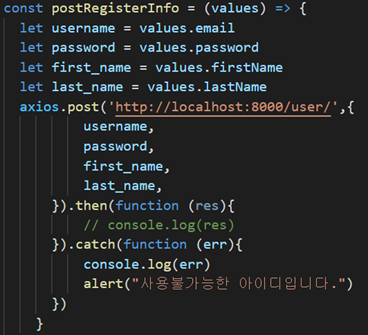 const postRegisterInfo = (values) => {
let username = values.email
let password = values.password
let first_name = values.firstName
let last_name = values.lastName
axios.post('http://localhost:8000/user/',{
username,
password,
first_name,
last_name,
}).then(function (res){
// console.log(res)
}).catch(function (err){
console.log(err)
alert("사용불가능한 아이디입니다.")
})
}